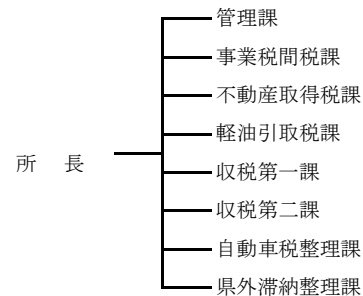 所長
管理課
事業税間税課
不動産取得税課
軽油引取税課
収税第一課
収税第二課
自動車税整理課
県外滞納整理課